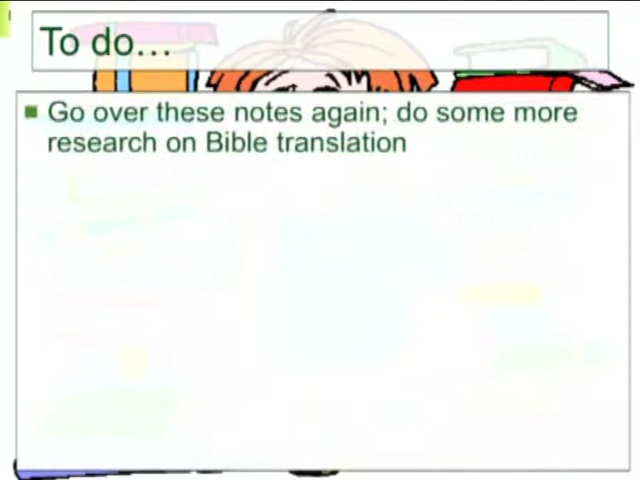 To do...
Go over these notes again; do some more
research on Bible translation